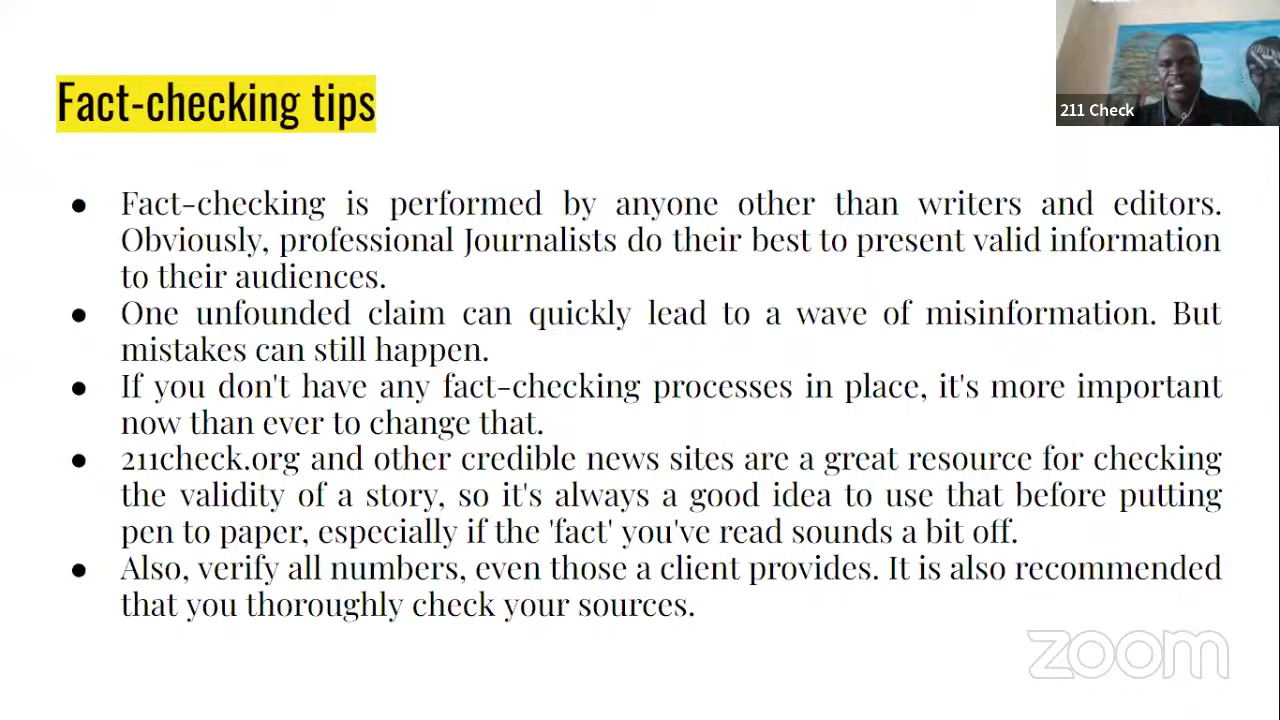 Fact-checking tips
211 Check
● Fact-checking is performed by anyone other than writers and editors.
Obviously, professional Journalists do their best to present valid information
to their audiences.
● One unfounded claim can quickly lead to a wave of misinformation. But
mistakes can still happen.
● If you don't have any fact-checking processes in place, it's more important
now than ever to change that.
● 211check.org and other credible news sites are a great resource for checking
the validity of a story, so it's always a good idea to use that before putting
pen to paper, especially if the 'fact' you've read sounds a bit off.
● Also, verify all numbers, even those a client provides. It is also recommended
that you thoroughly check your sources.
zoom